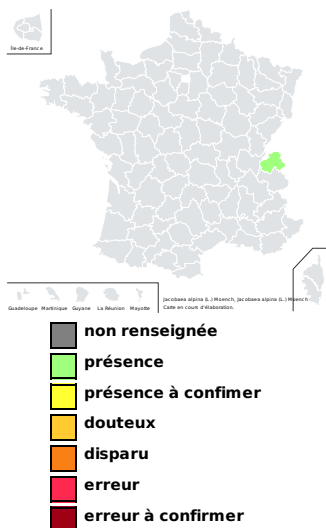 Île-de-France
Guadeloupe Martinique Guyane La Réunion Mayotte
Jacobaea alpina (L.) Moench, Jacobaea alpina (L.) Moench
Carte en cours d'élaboration.
non renseignée
présence
présence à confimer
douteux
disparu
erreur
erreur à confirmer